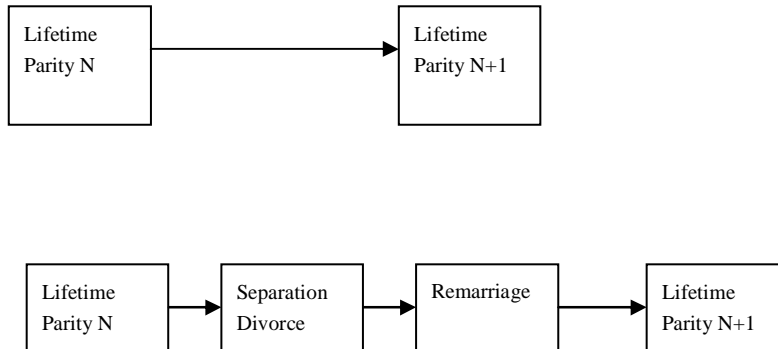 Lifetime
Parity N
Lifetime
Parity N+1
Lifetime
Parity N
Separation
Divorce
Remarriage
Lifetime
Parity N+1